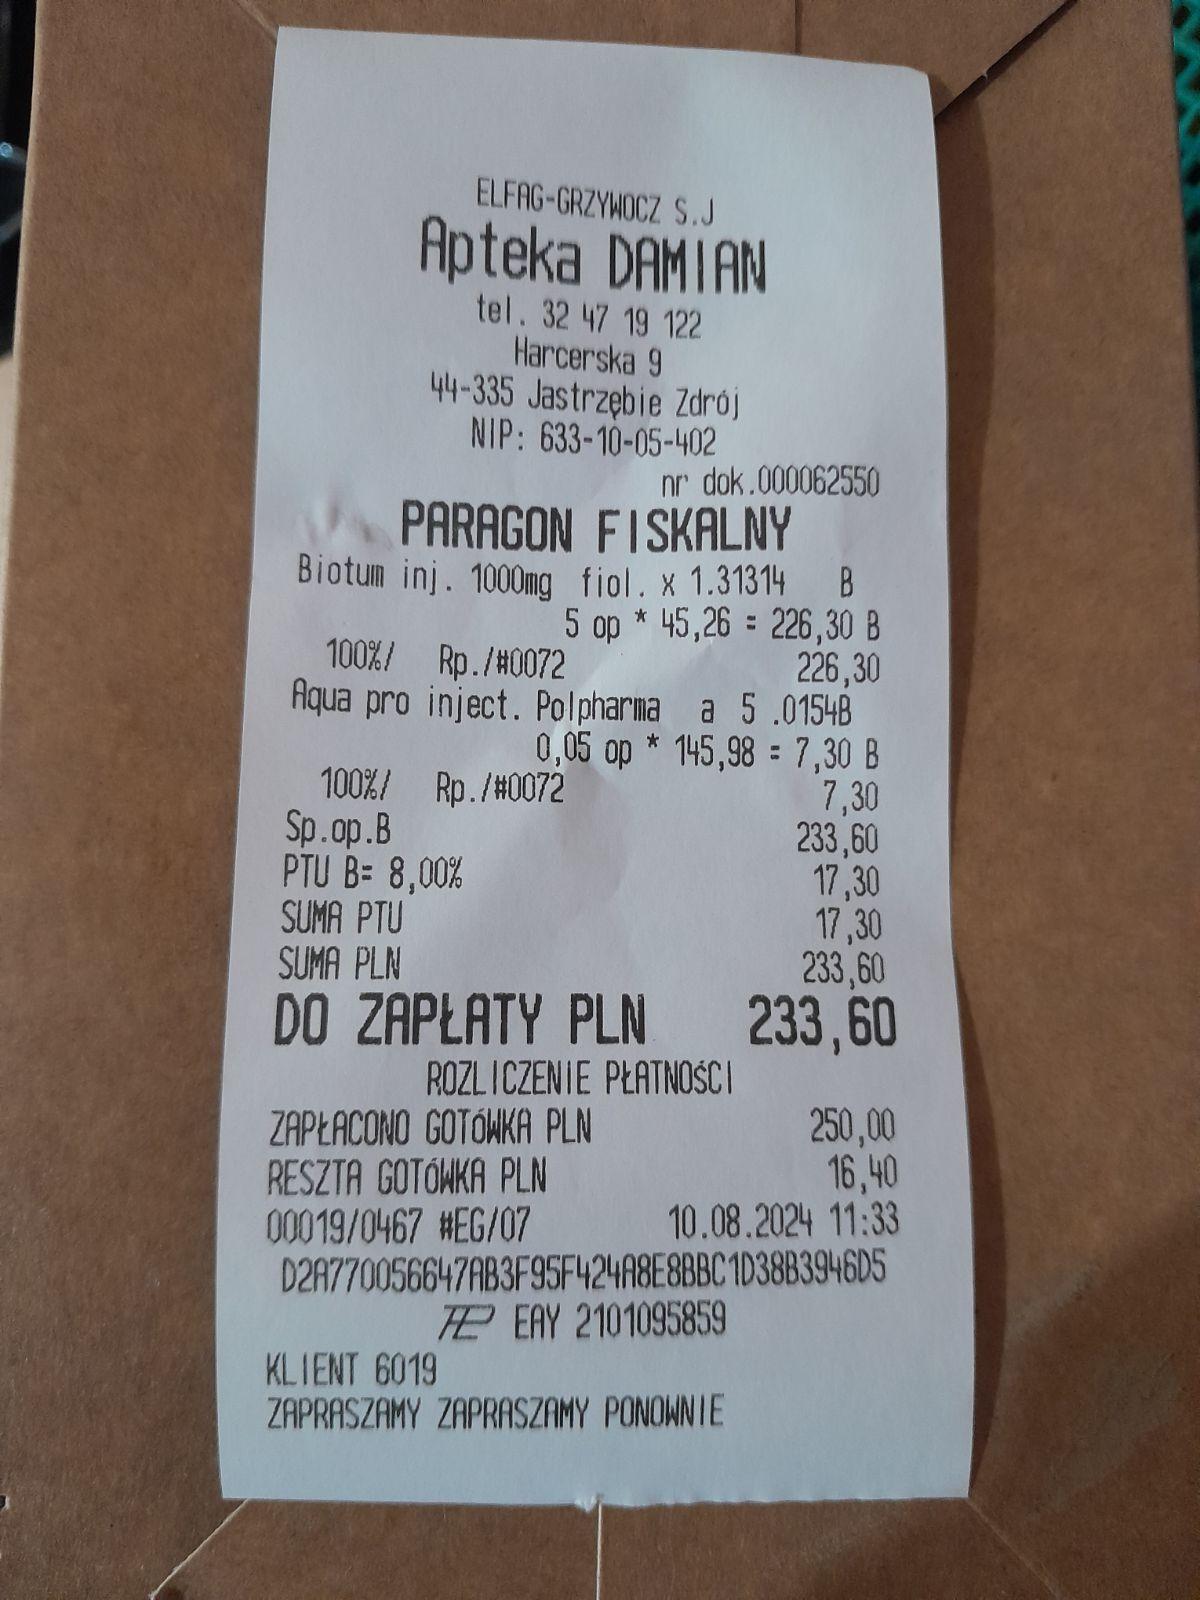 ELFAG-GRZYWOCZ S.J
Apteka DAMIAN
tel. 32 47 19 122
Harcerska 9
44-335 Jastrzębie Zdrój
NIP: 633-10-05-402
nr dok.000062550
PARAGON FISKALNY
Biotum inj. 1000mg fiol. x 1.31314 B
5 op * 45,26 = 226,30 B
100%/ Rp./#0072 226,30
Aqua pro inject. Polpharma a 5 .0154B
0,05 op * 145,98 = 7,30 B
100%/ Rp./#0072 7,30
Sp.op.B 233,60
PTU B= 8,00% 17,30
SUMA PTU 17,30
SUMA PLN 233,60
DO ZAPŁATY PLN 233,60
ROZLICZENIE PŁATNOŚCI
ZAPŁACONO GOTÓWKA PLN 250,00
RESZTA GOTÓWKA PLN 16,40
00019/0467 #EG/07 10.08.2024 11:33
D2A770056647AB3F95F424A8E8BBC1D38B3946D5
EAY 2101095859
KLIENT 6019
ZAPRASZAMY ZAPRASZAMY PONOWNIE